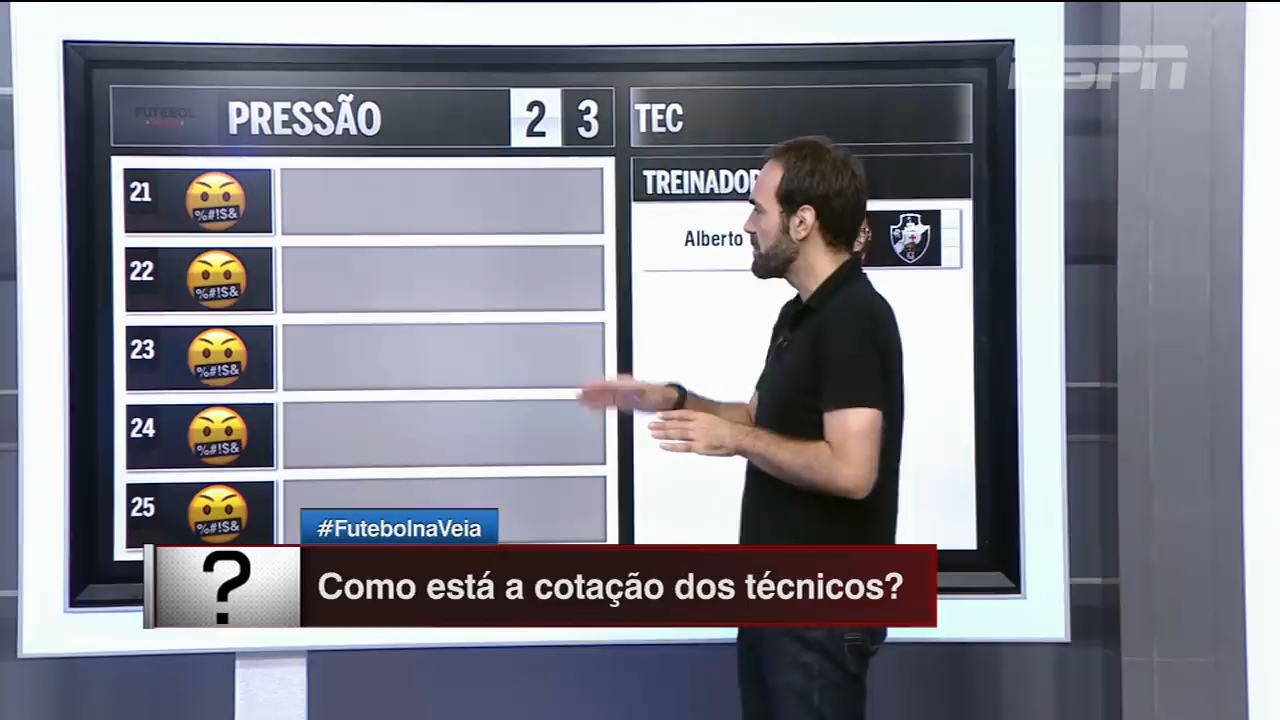 ESPN
FUTEBOL
PRESSÃO
2 3
TEC
21
%#!$&
TREINADOR
22
%#!$&
Alberto
23
%#!$&
24
%#!$&
25
%#!$&
#FutebolnaVeia
?
Como está a cotação dos técnicos?